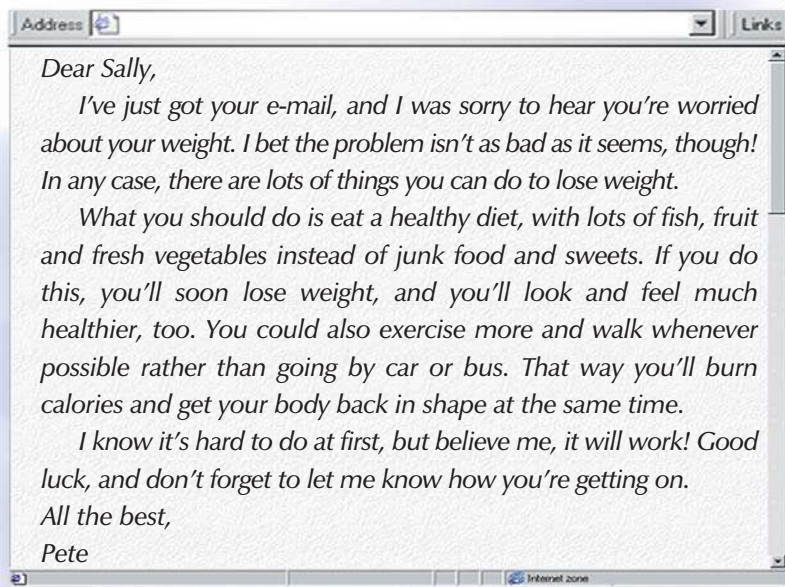 Address
Links
Dear Sally,
I've just got your e-mail, and I was sorry to hear you're worried
about your weight. I bet the problem isn't as bad as it seems, though!
In any case, there are lots of things you can do to lose weight.
What you should do is eat a healthy diet, with lots of fish, fruit
and fresh vegetables instead of junk food and sweets. If you do
this, you'll soon lose weight, and you'll look and feel much
healthier, too. You could also exercise more and walk whenever
possible rather than going by car or bus. That way you'll burn
calories and get your body back in shape at the same time.
I know it's hard to do at first, but believe me, it will work! Good
luck, and don't forget to let me know how you're getting on.
All the best,
Pete
Internet zone